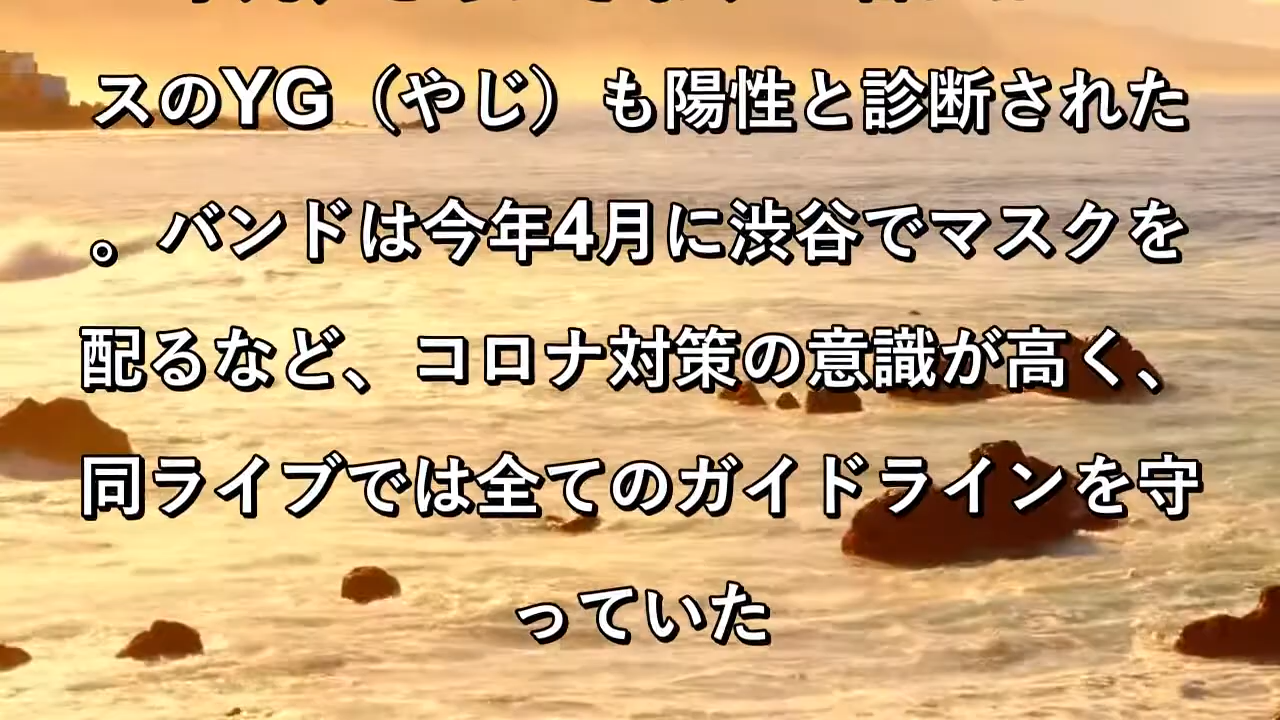 スのYG（やじ）も陽性と診断された
。バンドは今年4月に渋谷でマスクを
配るなど、コロナ対策の意識が高く、
同ライブでは全てのガイドラインを守
っていた